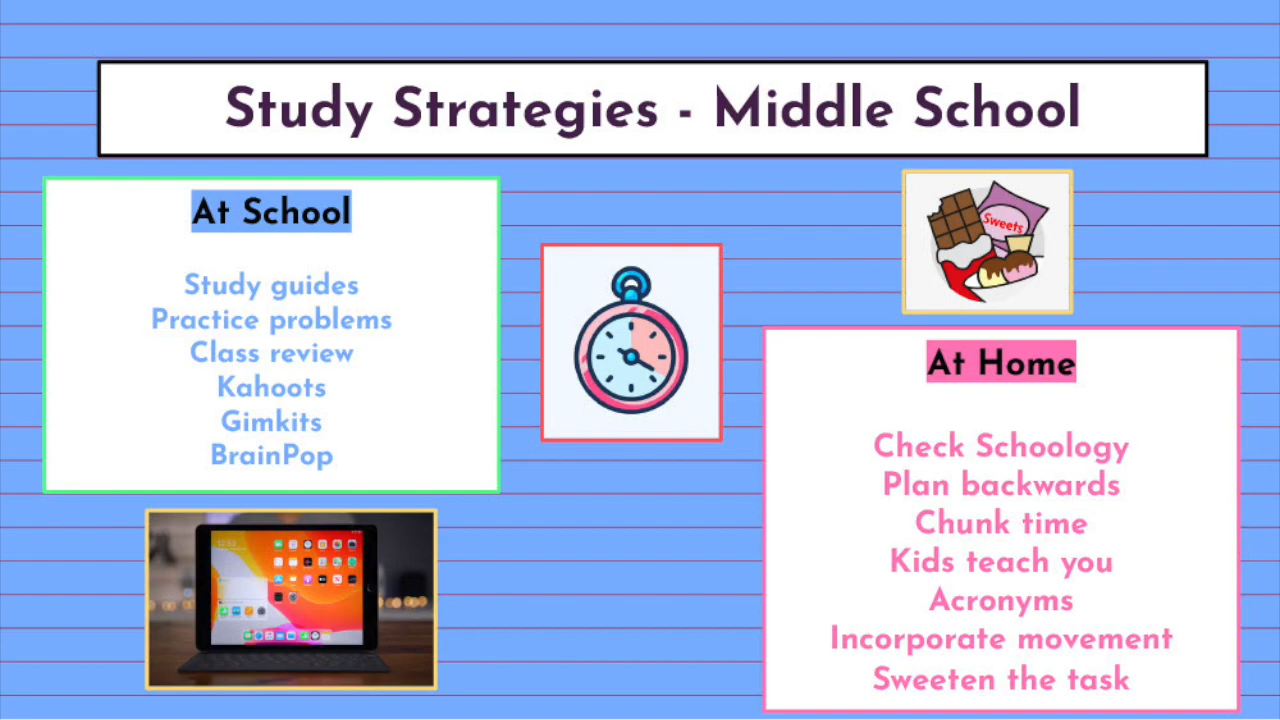 Study Strategies - Middle School
At School
Study guides
Practice problems
Class review
Kahoots
Gimkits
BrainPop
Sweets
At Home
Check Schoology
Plan backwards
Chunk time
Kids teach you
Acronyms
Incorporate movement
Sweeten the task